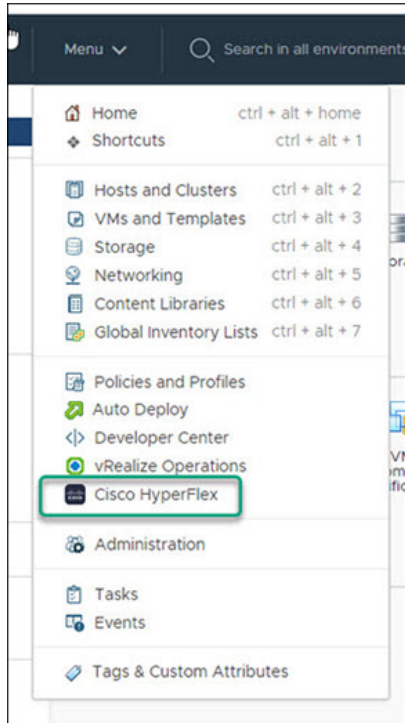 Menu
Search in all environments
Home ctrl + alt + home
Shortcuts ctrl + alt + 1
Hosts and Clusters ctrl + alt + 2
VMs and Templates ctrl + alt + 3
Storage ctrl + alt + 4
Networking ctrl + alt + 5
Content Libraries ctrl + alt + 6
Global Inventory Lists ctrl + alt + 7
Policies and Profiles
Auto Deploy
Developer Center
vRealize Operations
Cisco HyperFlex
Administration
Tasks
Events
Tags & Custom Attributes